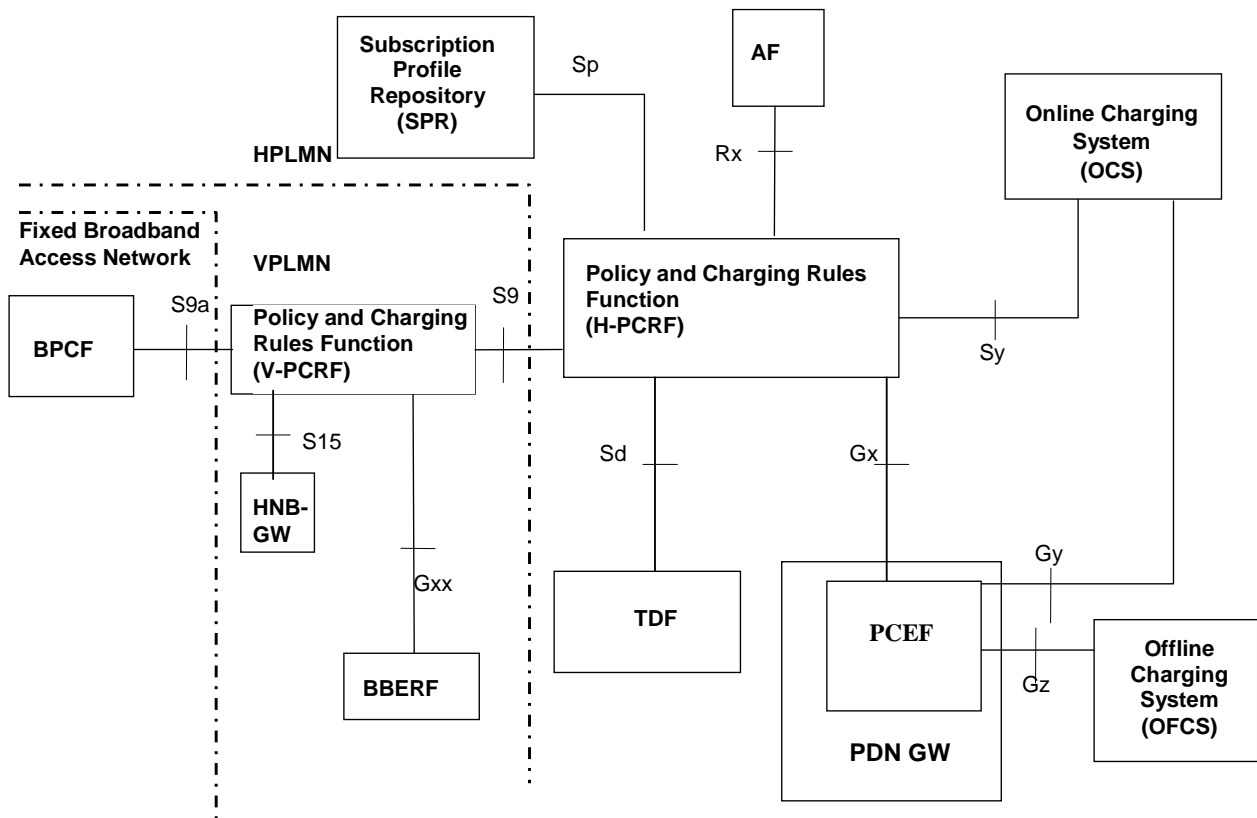 Subscription
Profile
Repository
(SPR)
Sp
AF
Rx
Online Charging
System
(OCS)
HPLMN
Fixed Broadband
Access Network
VPLMN
BPCF
S9a
Policy and Charging
Rules Function
(V-PCRF)
S9
Policy and Charging Rules
Function
(H-PCRF)
Sy
S15
HNB-
GW
Gxx
BBERF
Sd
TDF
Gx
PCEF
PDN GW
Gy
Gz
Offline
Charging
System
(OFCS)